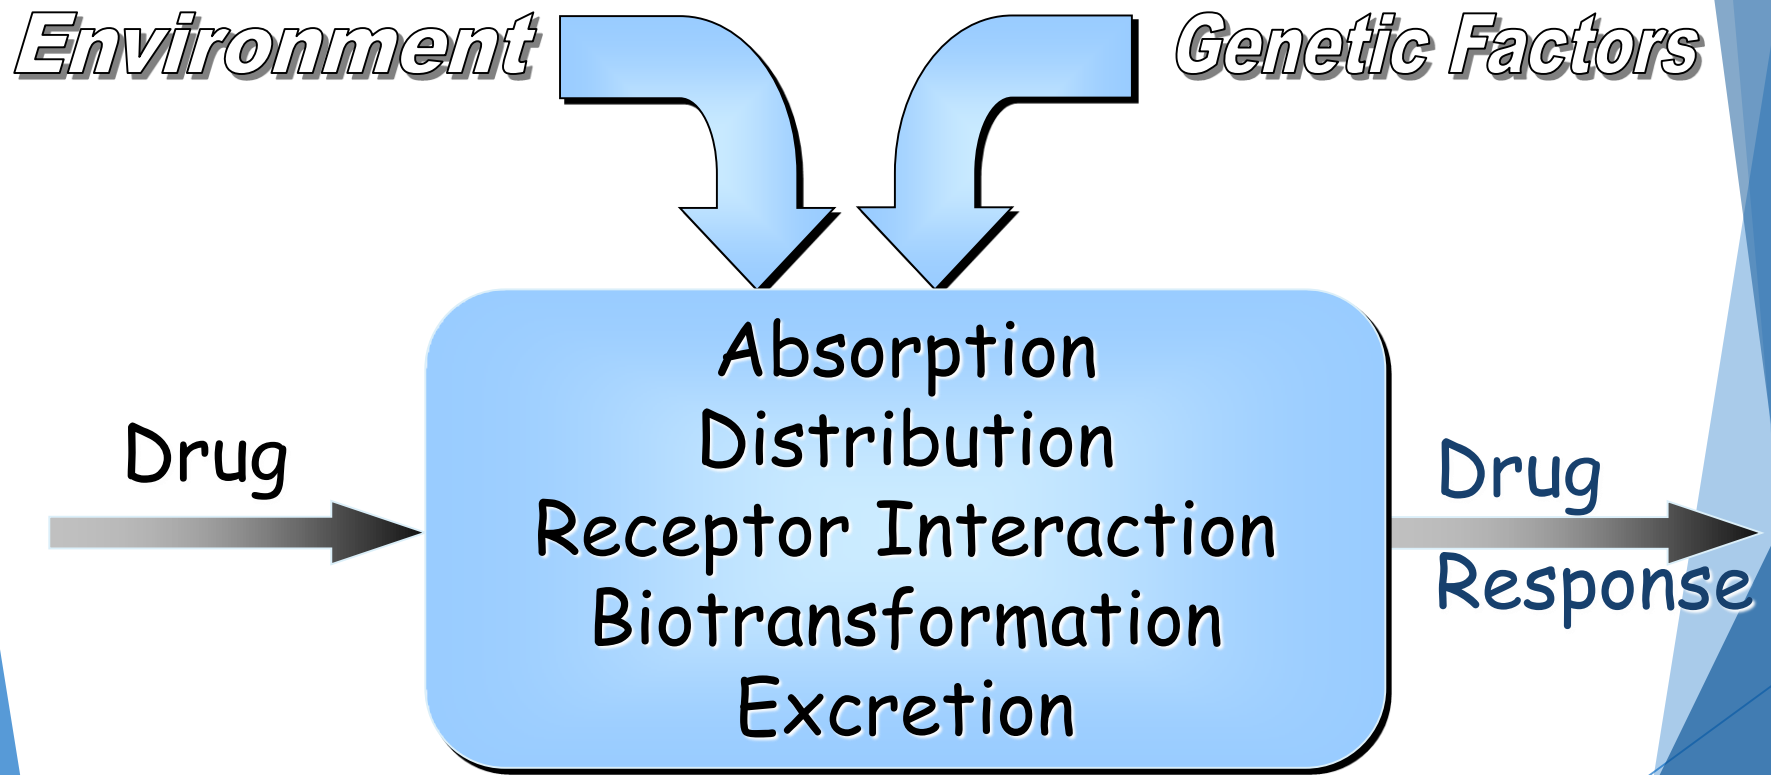 Environment
Genetic Factors
Absorption
Distribution
Receptor Interaction
Biotransformation
Excretion
Drug
Drug
Response